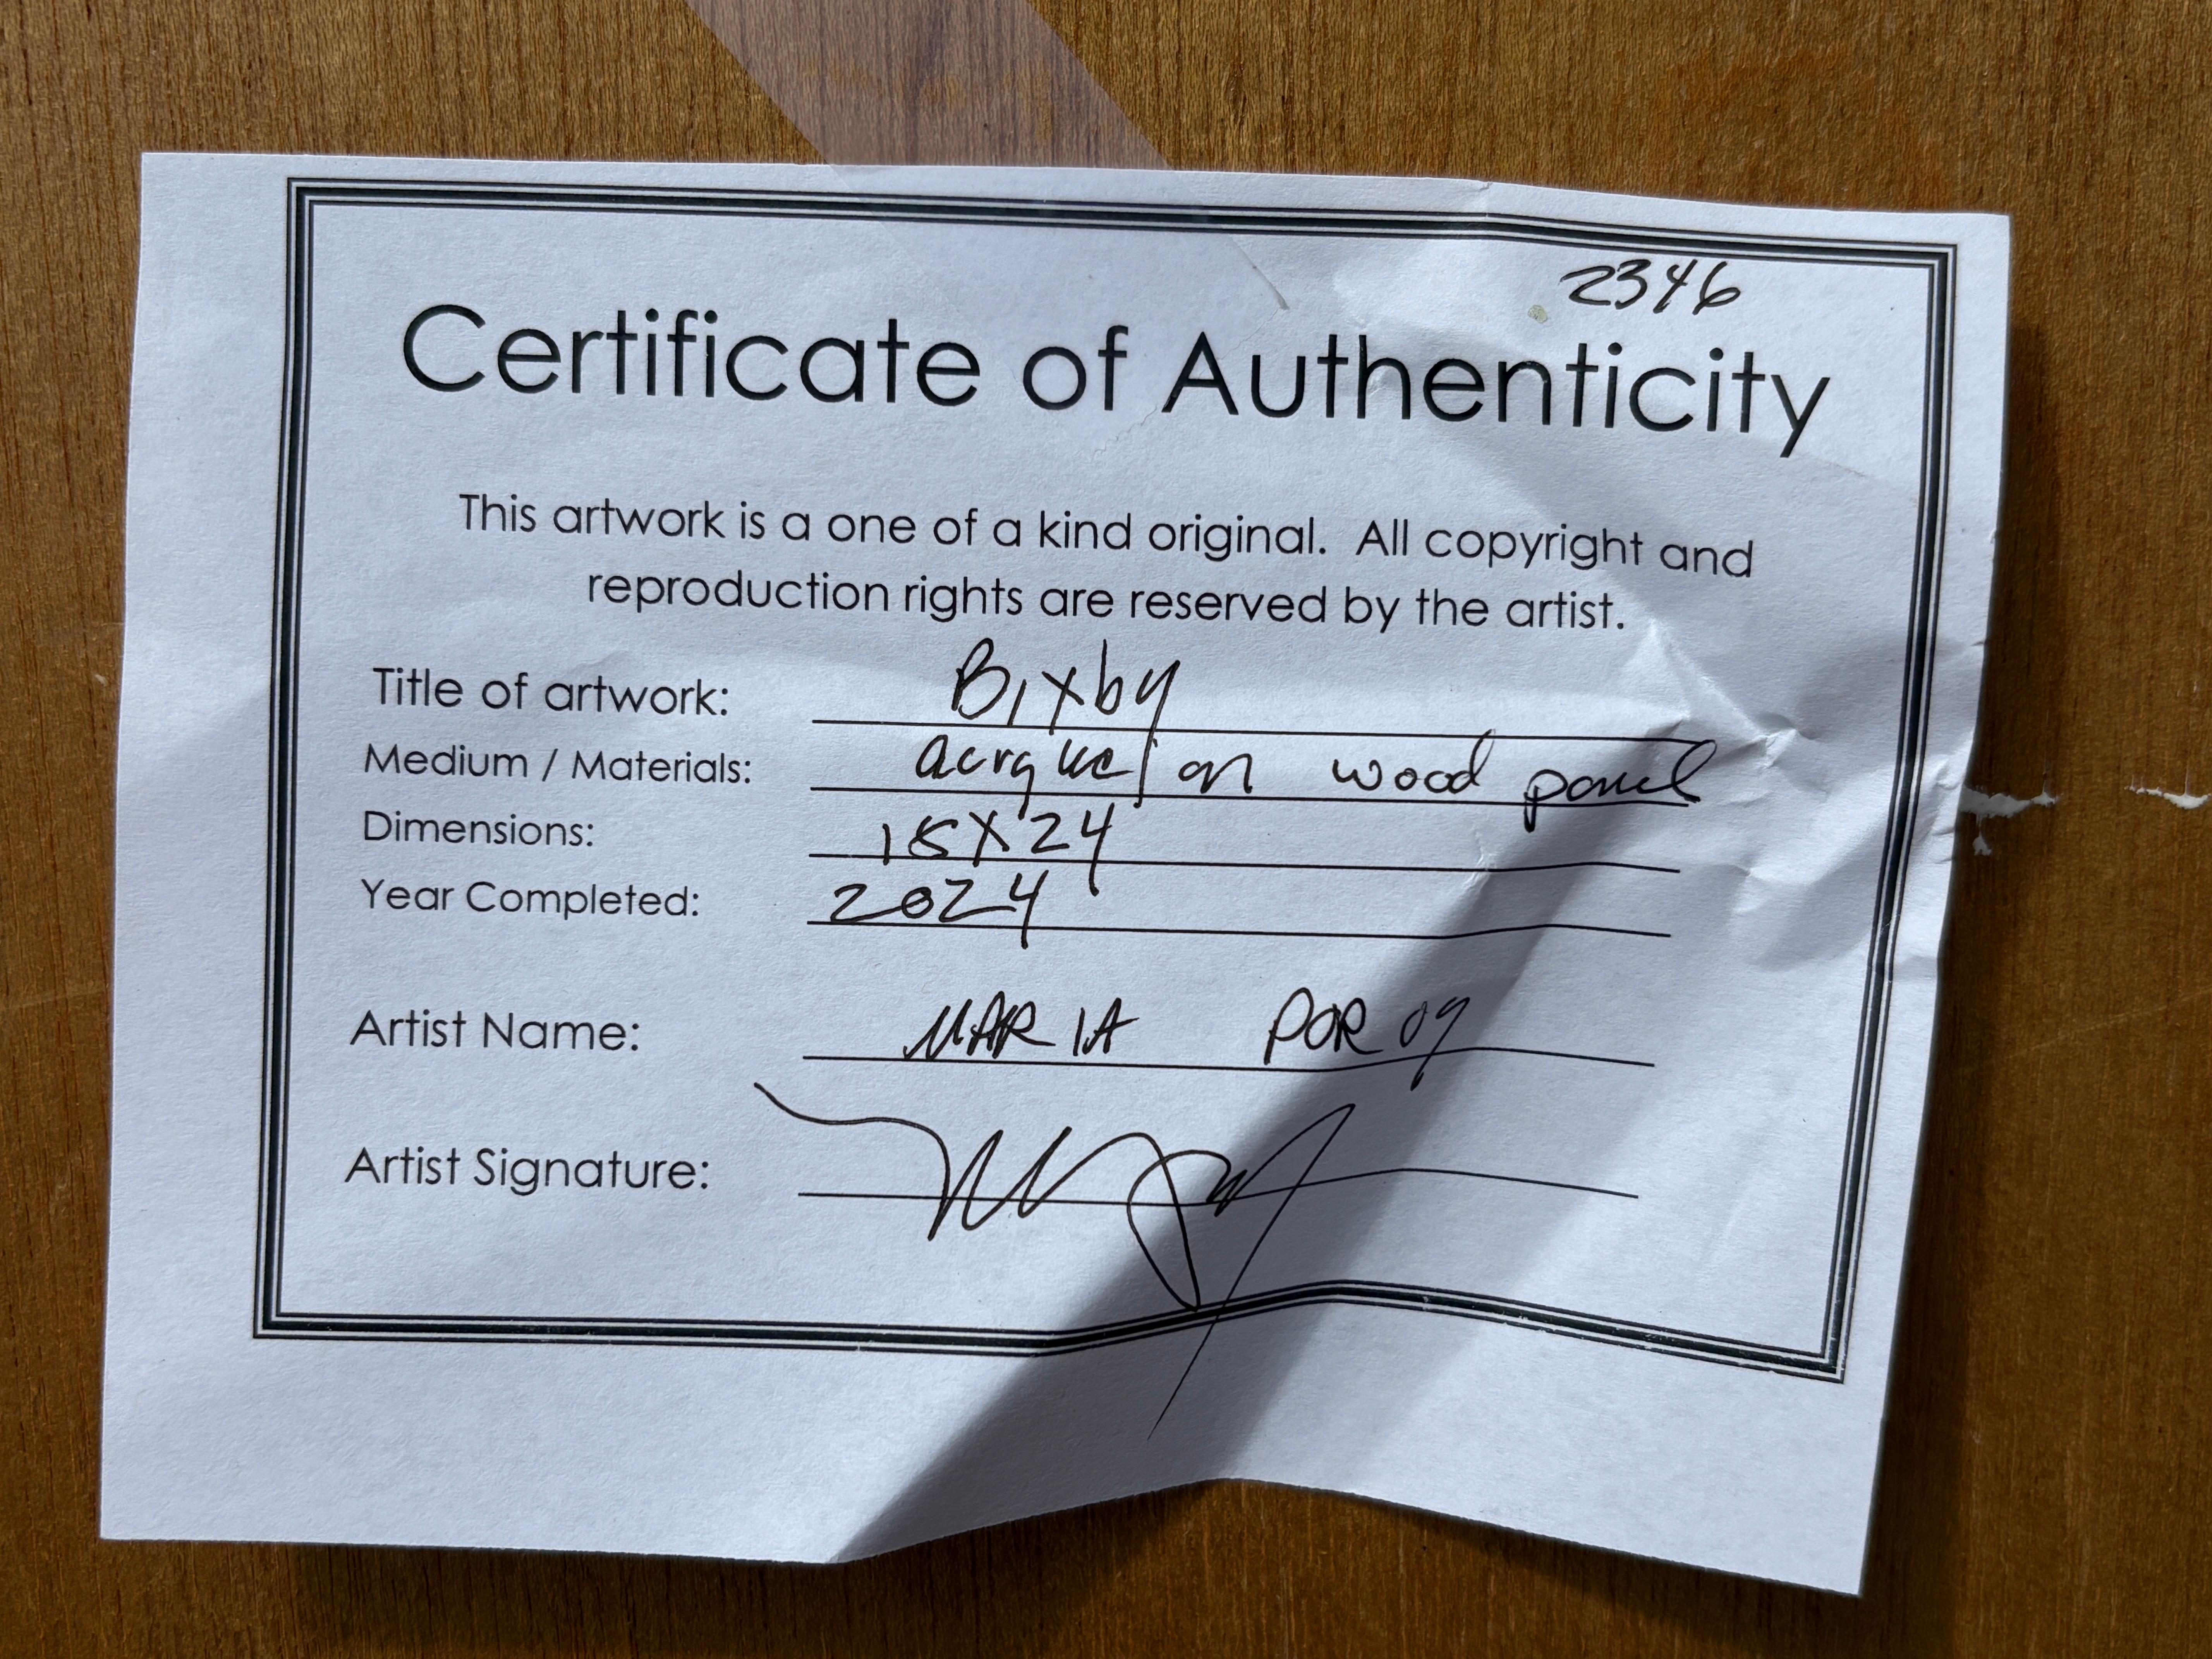 2346
Certificate of Authenticity
This artwork is a one of a kind original. All copyright and
reproduction rights are reserved by the artist.
Title of artwork: Bixby
Medium / Materials: on wood panel
Dimensions: 18X24
Year Completed: 2024
Artist Name: MARIA POROy
Artist Signature: